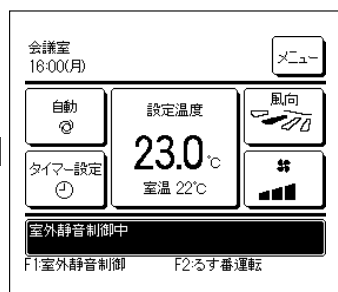 会議室
16:00(月)
メニュー
自動
設定温度
風向
23.0℃
タイマー設定
室温 22℃
室外静音制御中
F1:室外静音制御 F2:るす番運転